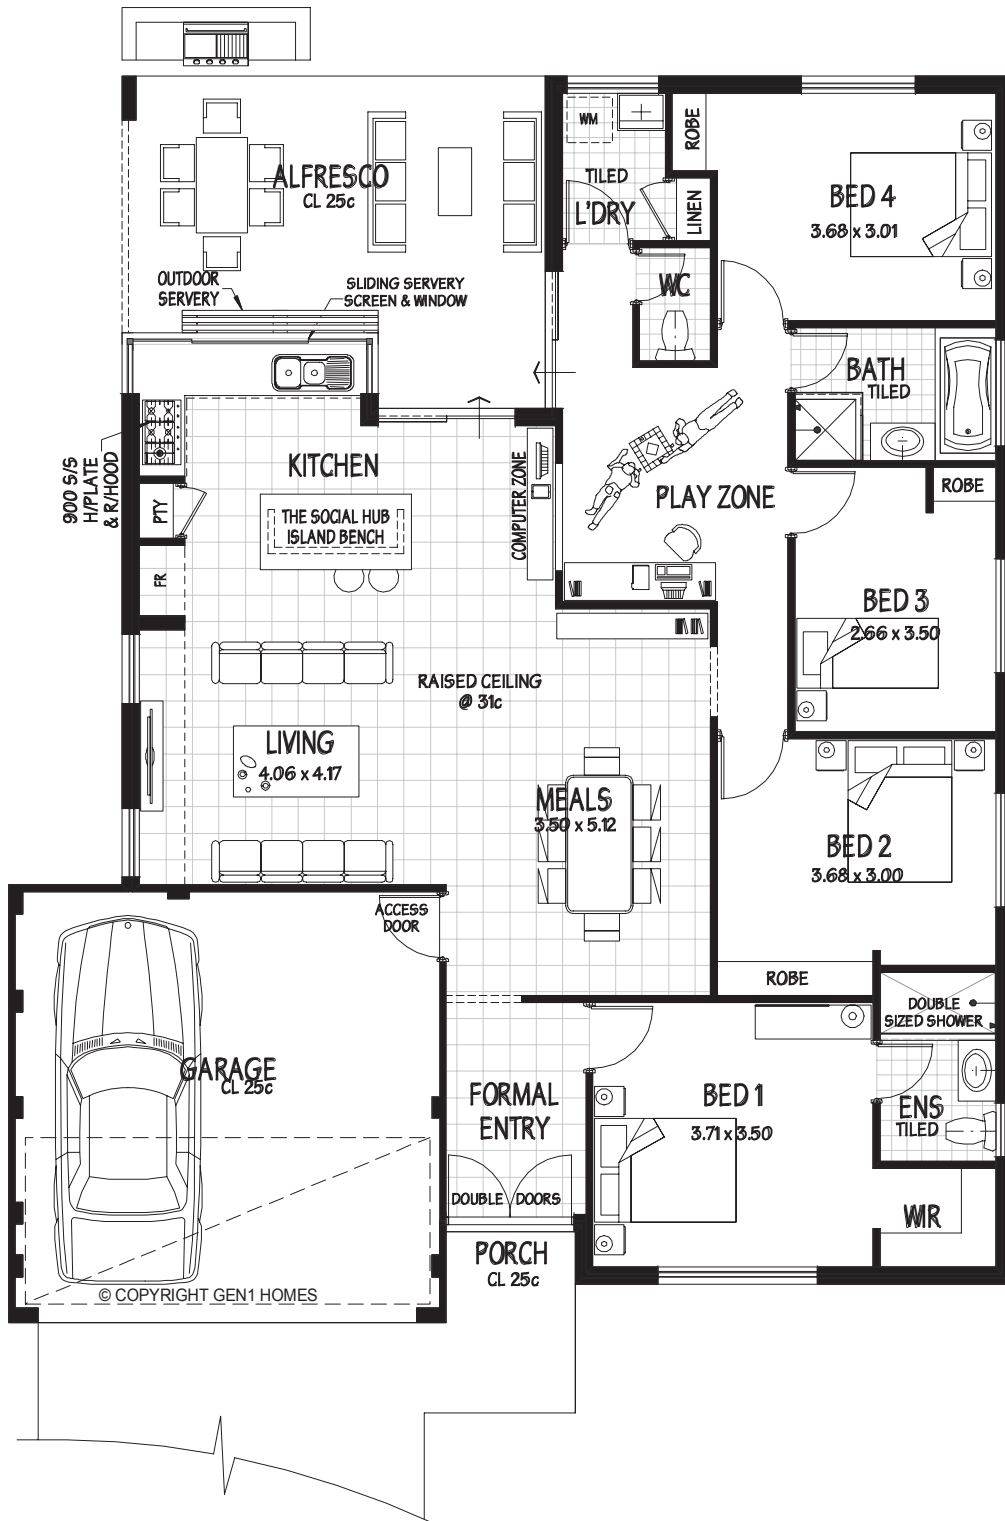 WM
ROBE
ALFRESCO
CL 25c
TILED
L'DRY
LINEN
BED 4
3.68 x 3.01
OUTDOOR
SERVERY
SLIDING SERVERY
SCREEN & WINDOW
WC
BATH
TILED
900 S/S
H/PLATE
& R/HOOD
KITCHEN
COMPUTER ZONE
PLAY ZONE
ROBE
PTY
THE SOCIAL HUB
ISLAND BENCH
FR
BED 3
2.66 x 3.50
RAISED CEILING
@ 31c
LIVING
4.06 x 4.17
MEALS
3.50 x 5.12
BED 2
3.68 x 3.00
ACCESS
DOOR
ROBE
DOUBLE
SIZED SHOWER
GARAGE
CL 25c
FORMAL
ENTRY
BED 1
3.71 x 3.50
ENS
TILED
DOUBLE DOORS
WIR
PORCH
CL 25c
© COPYRIGHT GEN1 HOMES